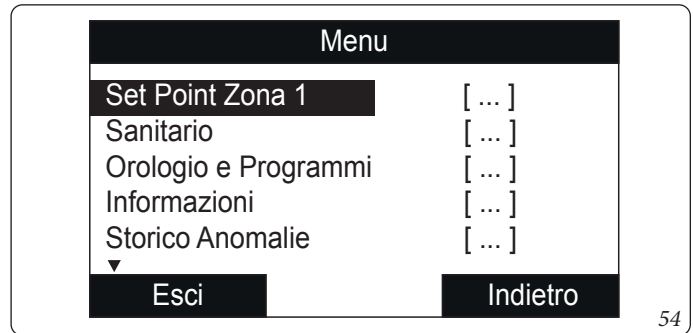 Menu
Set Point Zona 1 [ ... ]
Sanitario [ ... ]
Orologio e Programmi [ ... ]
Informazioni [ ... ]
Storico Anomalie [ ... ]
▼
Esci Indietro
54